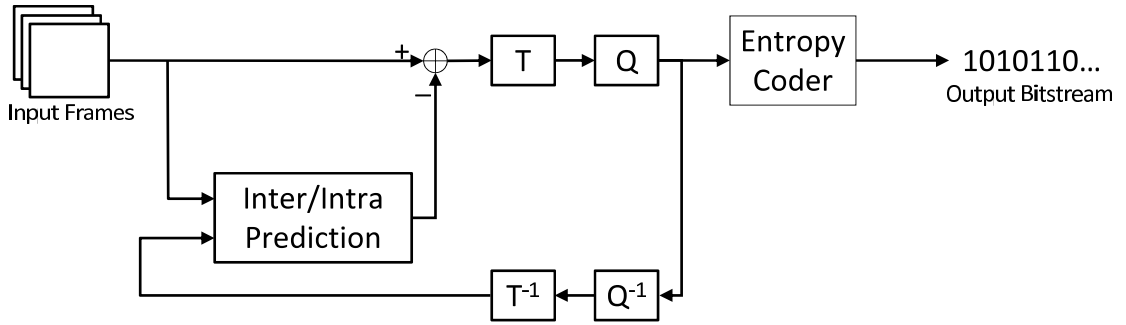 +
T
Q
Entropy
Coder
1010110...
Output Bitstream
−
Input Frames
Inter/Intra
Prediction
T-1
Q-1